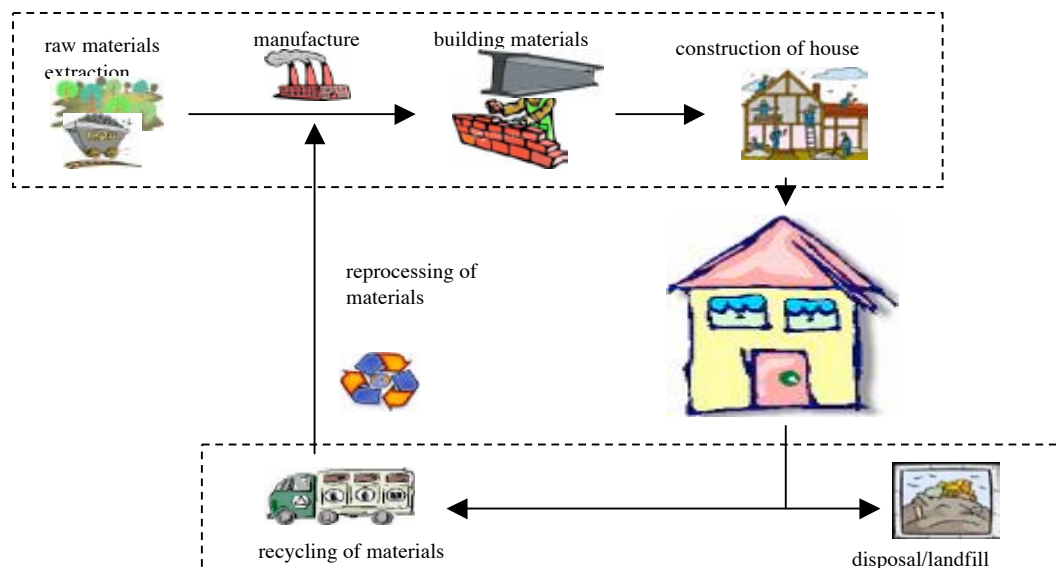 raw materials
extraction
manufacture
building materials
construction of house
reprocessing of
materials
recycling of materials
disposal/landfill